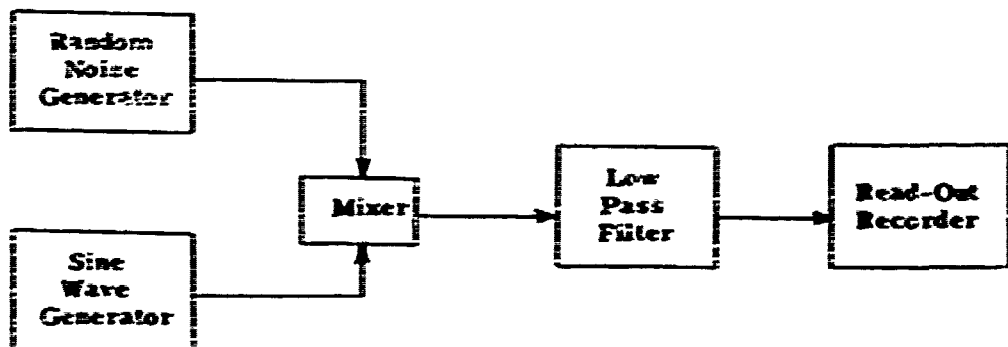 Random
Noise
Generator
Sine
Wave
Generator
Mixer
Low
Pass
Filter
Read-Out
Recorder